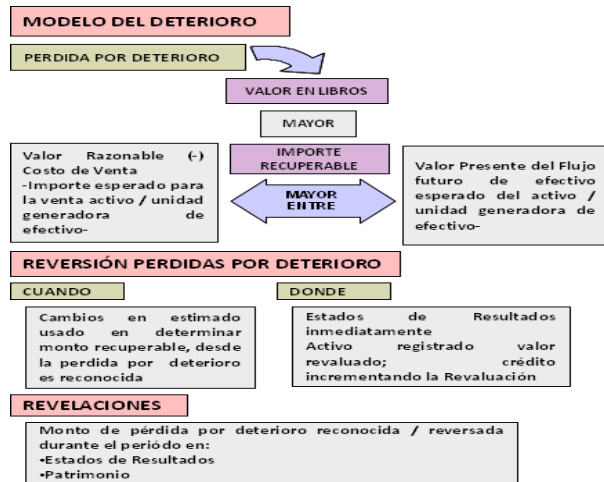 MODELO DEL DETERIORO
PERDIDA POR DETERIORO
VALOR EN LIBROS
MAYOR
Valor Razonable (-)
Costo de Venta
-Importe esperado para
la venta activo / unidad
generadora de
efectivo-
IMPORTE
RECUPERABLE
MAYOR
ENTRE
Valor Presente del Flujo
futuro de efectivo
esperado del activo /
unidad generadora de
efectivo-
REVERSIÓN PERDIDAS POR DETERIORO
CUANDO
Cambios en estimado
usado en determinar
monto recuperable, desde
la perdida por deterioro
es reconocida
DONDE
Estados de Resultados
inmediatamente
Activo registrado valor
revaluado; crédito
incrementando la Revaluación
REVELACIONES
Monto de pérdida por deterioro reconocida / reversada
durante el periódo en:
•Estados de Resultados
•Patrimonio